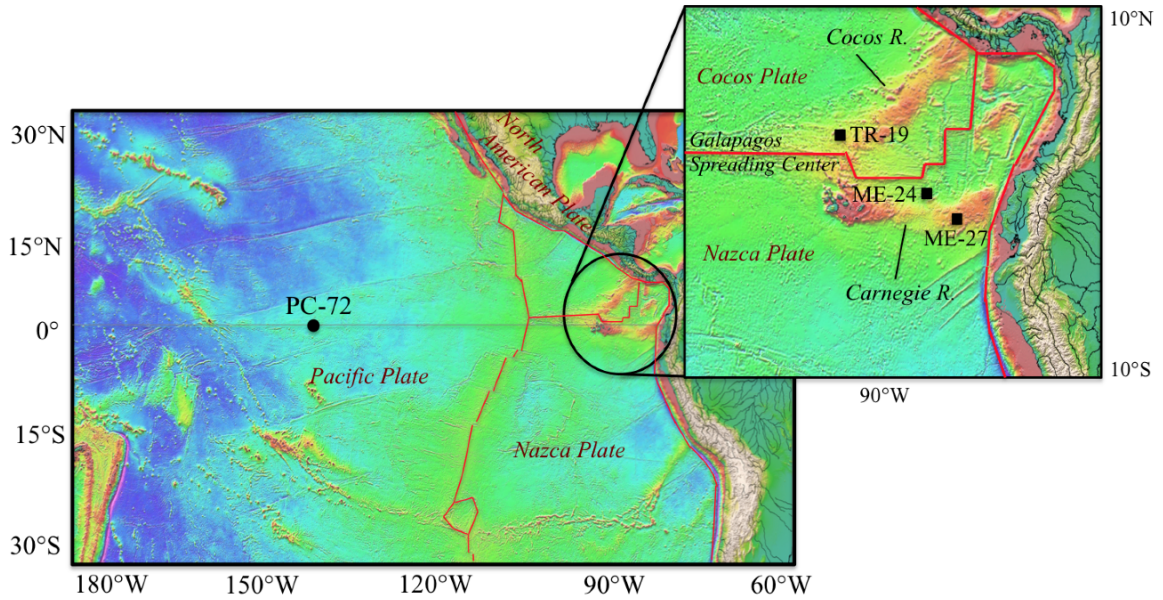 10°N
Cocos R.
Cocos Plate
TR-19
Galapagos
Spreading Center
ME-24
ME-27
Nazca Plate
Carnegie R.
10°S
90°W
30°N
North
American Plate
15°N
PC-72
0°
Pacific Plate
15°S
Nazca Plate
30°S
180°W 150°W 120°W 90°W 60°W